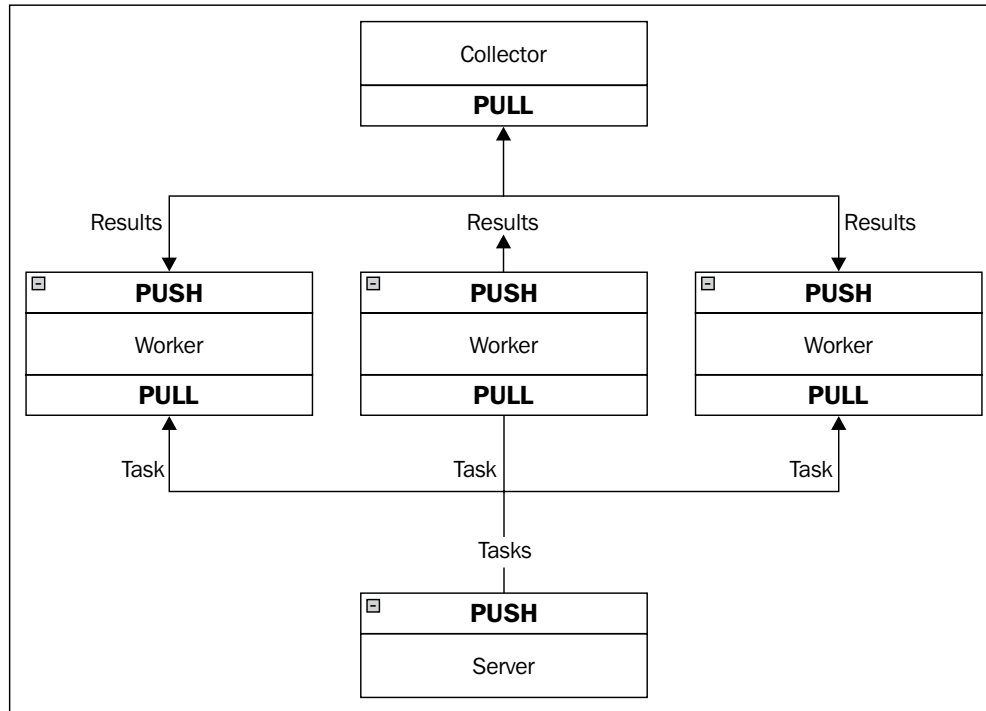 Collector
PULL
Results
Results
Results
PUSH
PUSH
PUSH
Worker
Worker
Worker
PULL
PULL
PULL
Task
Task
Task
Tasks
PUSH
Server